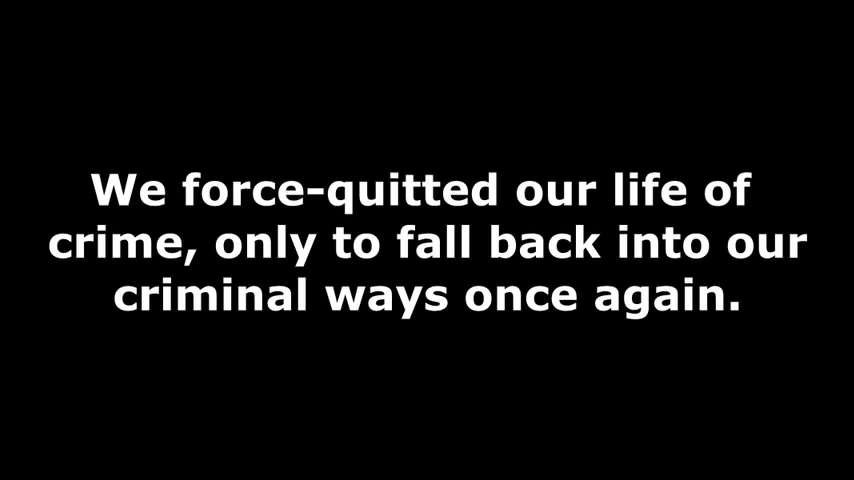 We force-quitted our life of
crime, only to fall back into our
criminal ways once again.